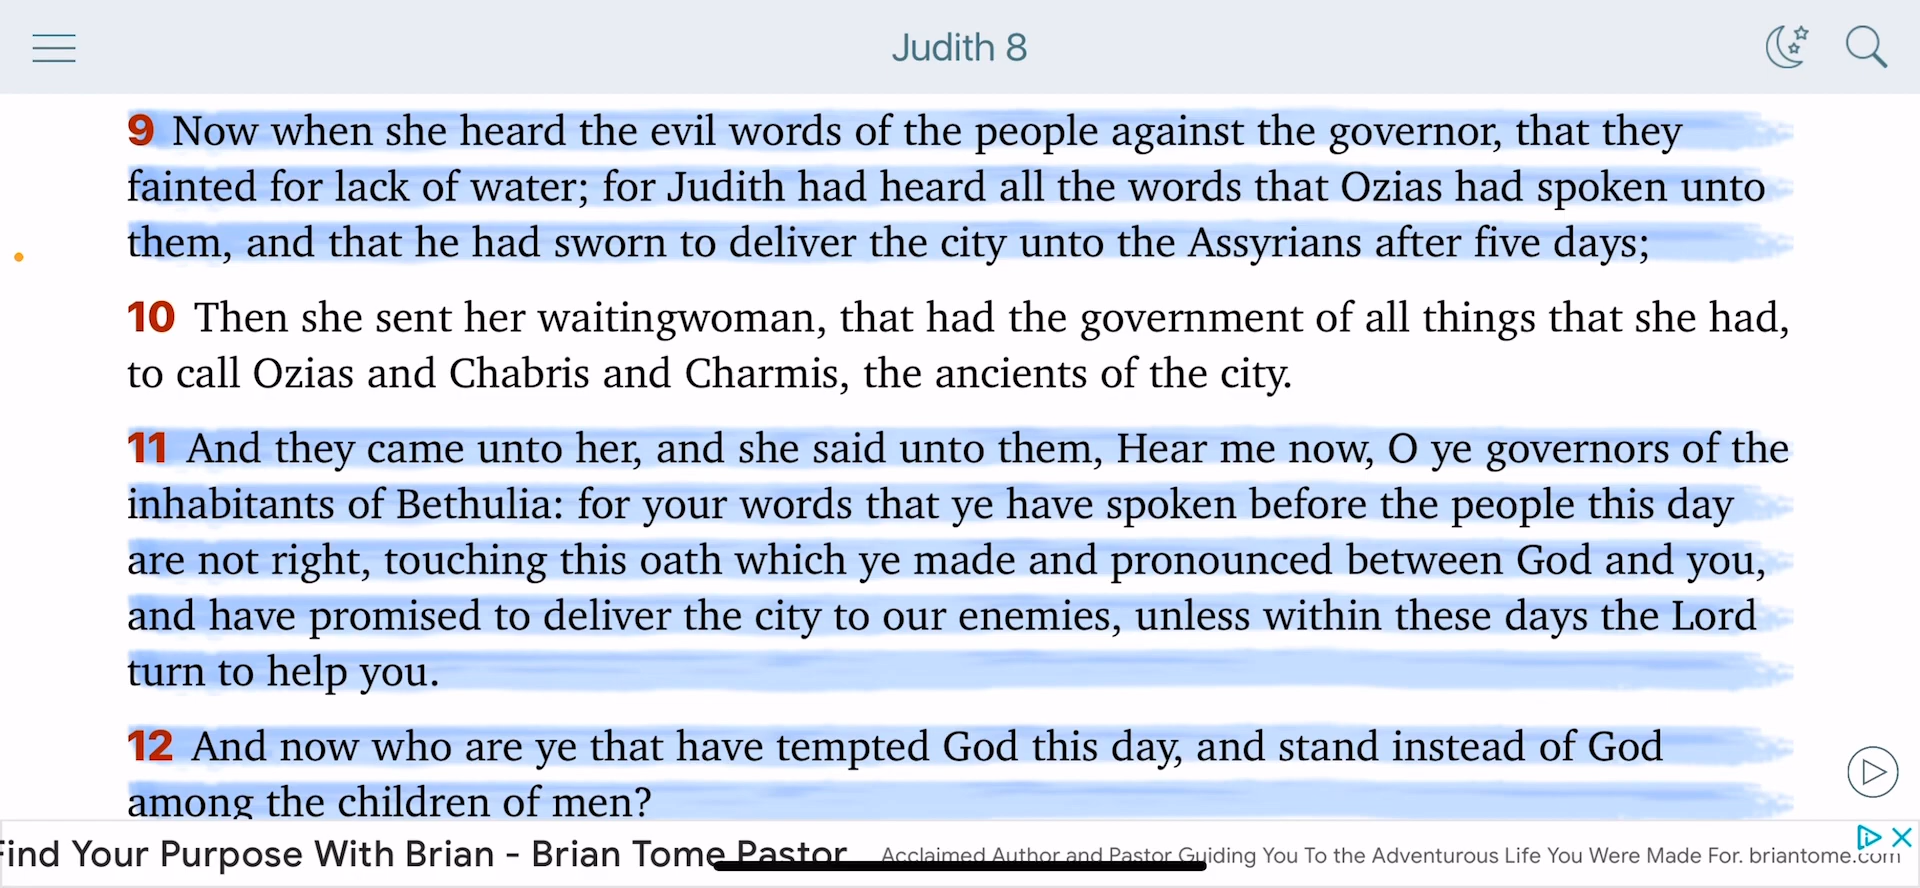 Judith 8
9 Now when she heard the evil words of the people against the governor, that they
fainted for lack of water; for Judith had heard all the words that Ozias had spoken unto
them, and that he had sworn to deliver the city unto the Assyrians after five days;
10 Then she sent her waitingwoman, that had the government of all things that she had,
to call Ozias and Chabris and Charmis, the ancients of the city.
11 And they came unto her, and she said unto them, Hear me now, O ye governors of the
inhabitants of Bethulia: for your words that ye have spoken before the people this day
are not right, touching this oath which ye made and pronounced between God and you,
and have promised to deliver the city to our enemies, unless within these days the Lord
turn to help you.
12 And now who are ye that have tempted God this day, and stand instead of God
among the children of men?
Find Your Purpose With Brian - Brian Tome Pastor
Acclaimed Author and Pastor Guiding You To the Adventurous Life You Were Made For. briantome.com